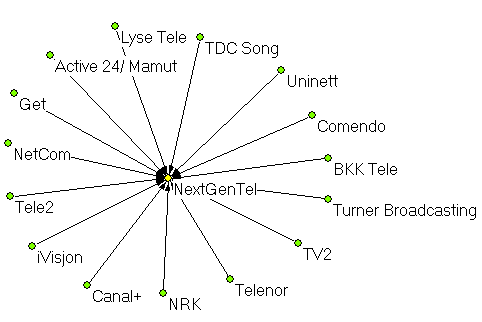 Lyse Tele
TDC Song
Active 24/ Mamut
Uninett
Get
Comendo
NetCom
BKK Tele
NextGenTel
Tele2
Turner Broadcasting
iVisjon
TV2
Canal+
Telenor
NRK